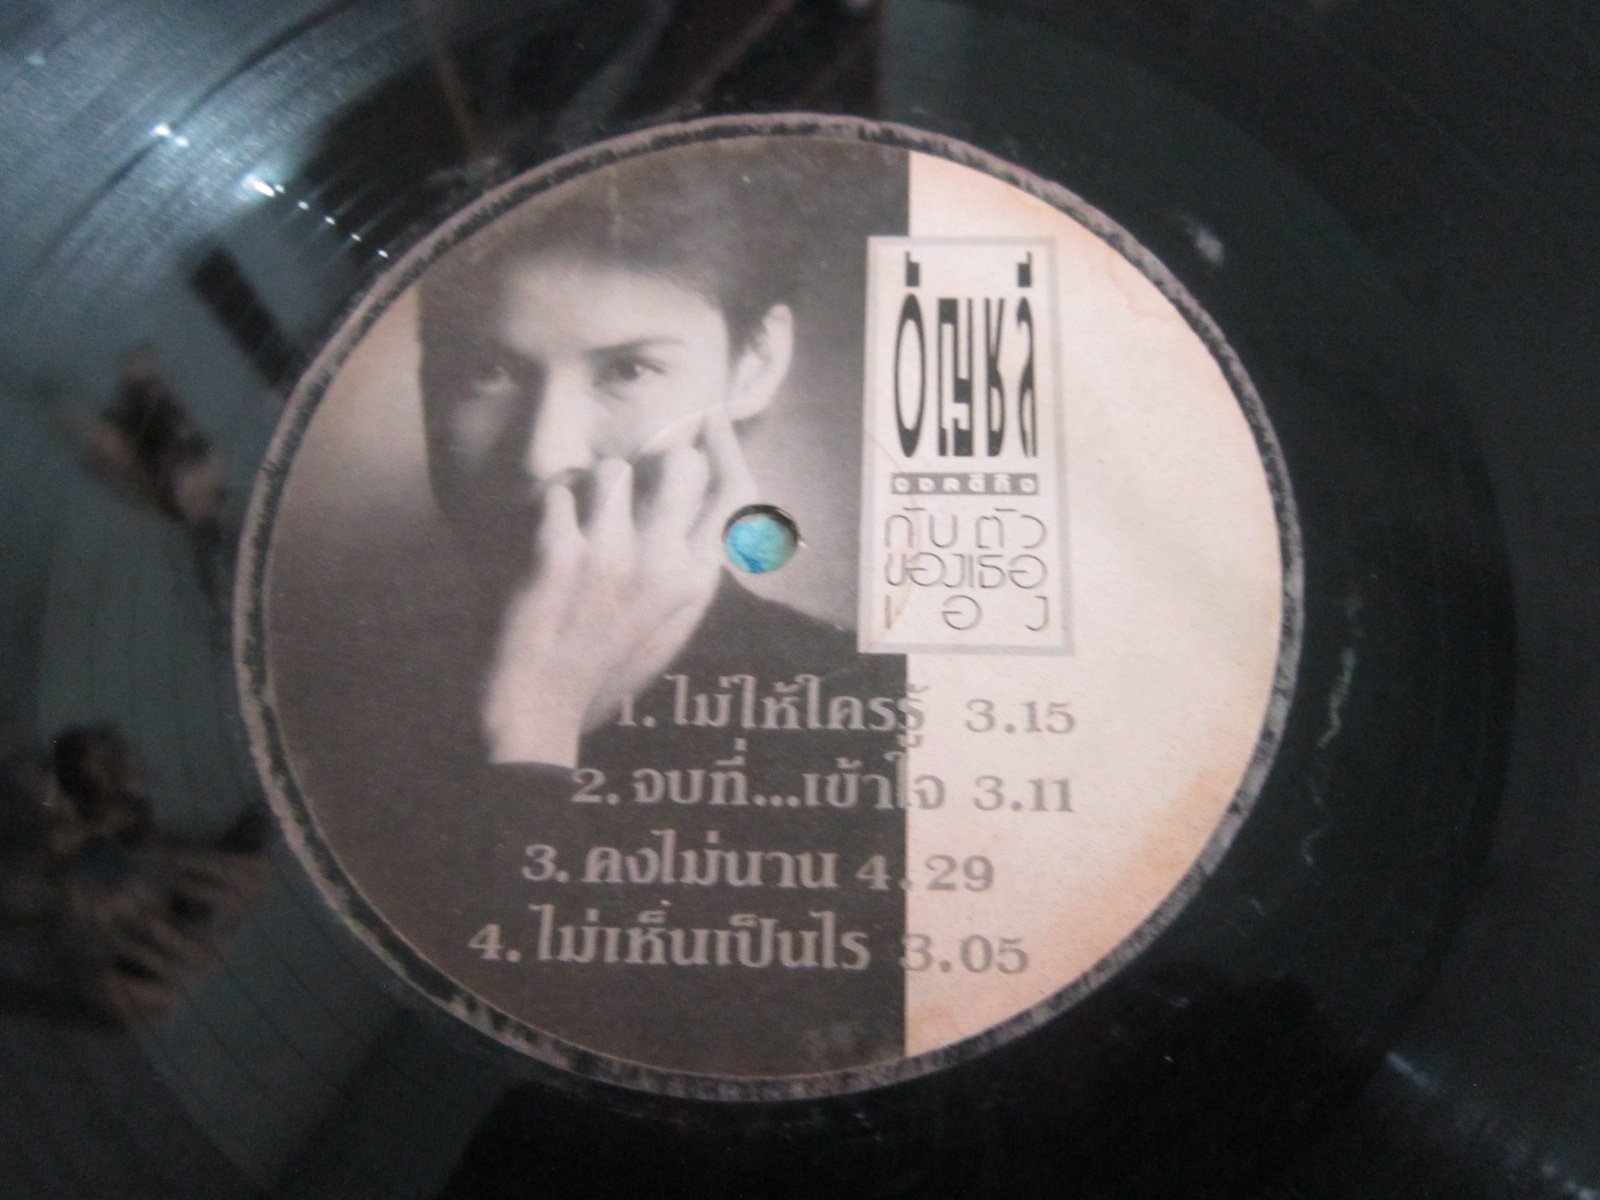 อัญชลี
จงคดีกิจ
กับตัว
ของเธอ
เอง
1. ไม่ให้ใครรู้ 3.15
2. จบที่...เข้าใจ 3.11
3. คงไม่นาน 4.29
4. ไม่เห็นเป็นไร 3.05